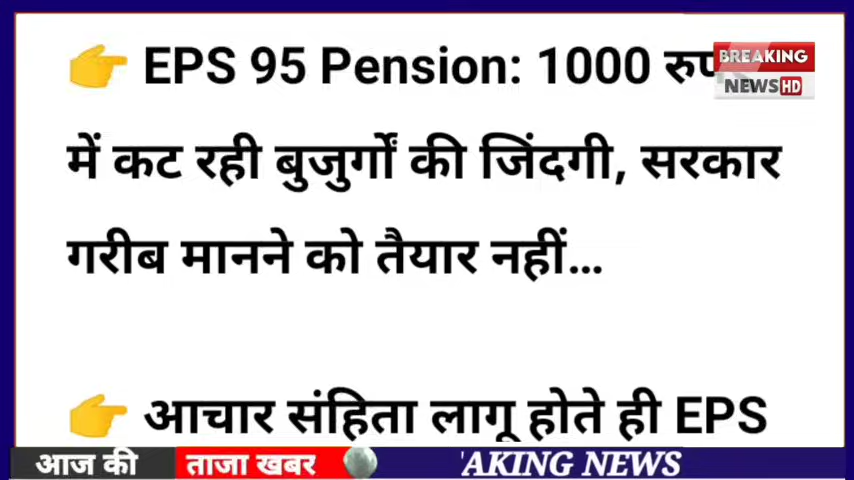 👉 EPS 95 Pension: 1000
BREAKING
NEWS HD
में कट रही बुजुर्गों की जिंदगी, सरकार
गरीब मानने को तैयार नहीं...
👉 आचार संहिता लागू होते ही EPS
आज की ताजा खबर AKING NEWS